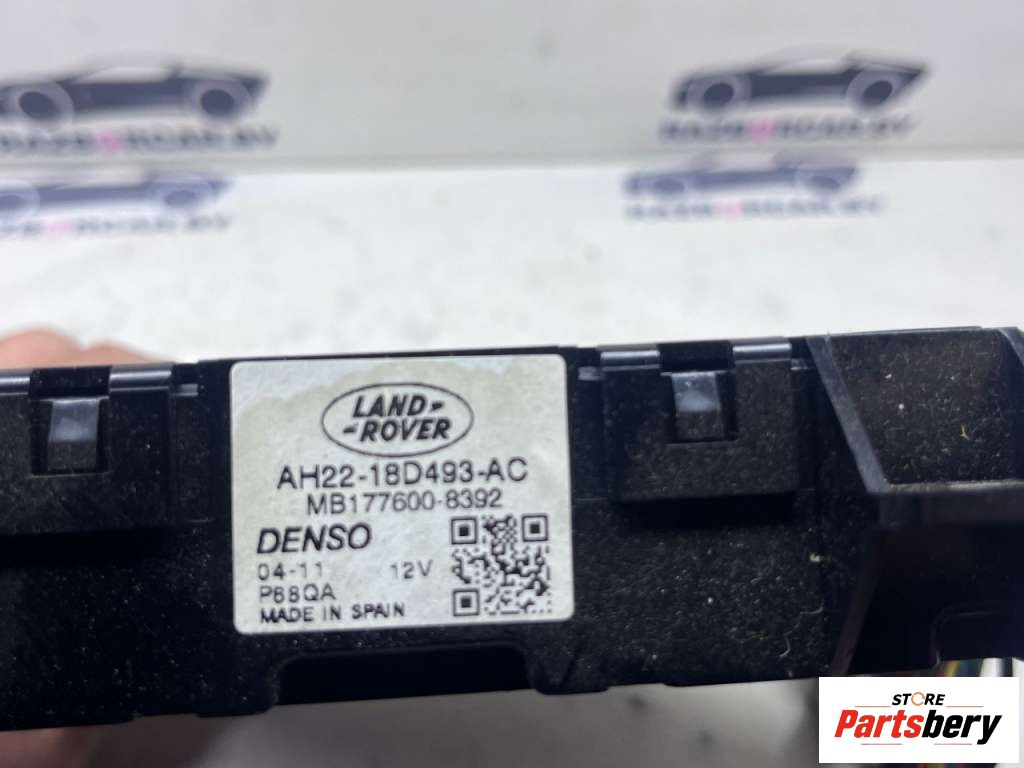 LAND-
-ROVER
AH22-18D493-AC
MB177600-8392
DENSO
04-11 12V
P68QA
MADE IN SPAIN
STORE
Partsbery